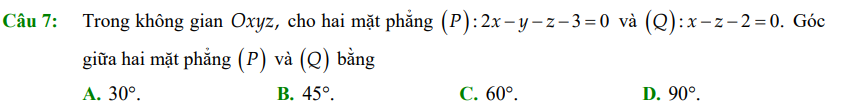 Câu 7: Trong không gian Oxyz, cho hai mặt phẳng (P): 2x − y − z − 3 = 0 và (Q): x − z − 2 = 0. Góc
giữa hai mặt phẳng (P) và (Q) bằng
A. 30°. B. 45°. C. 60°. D. 90°.